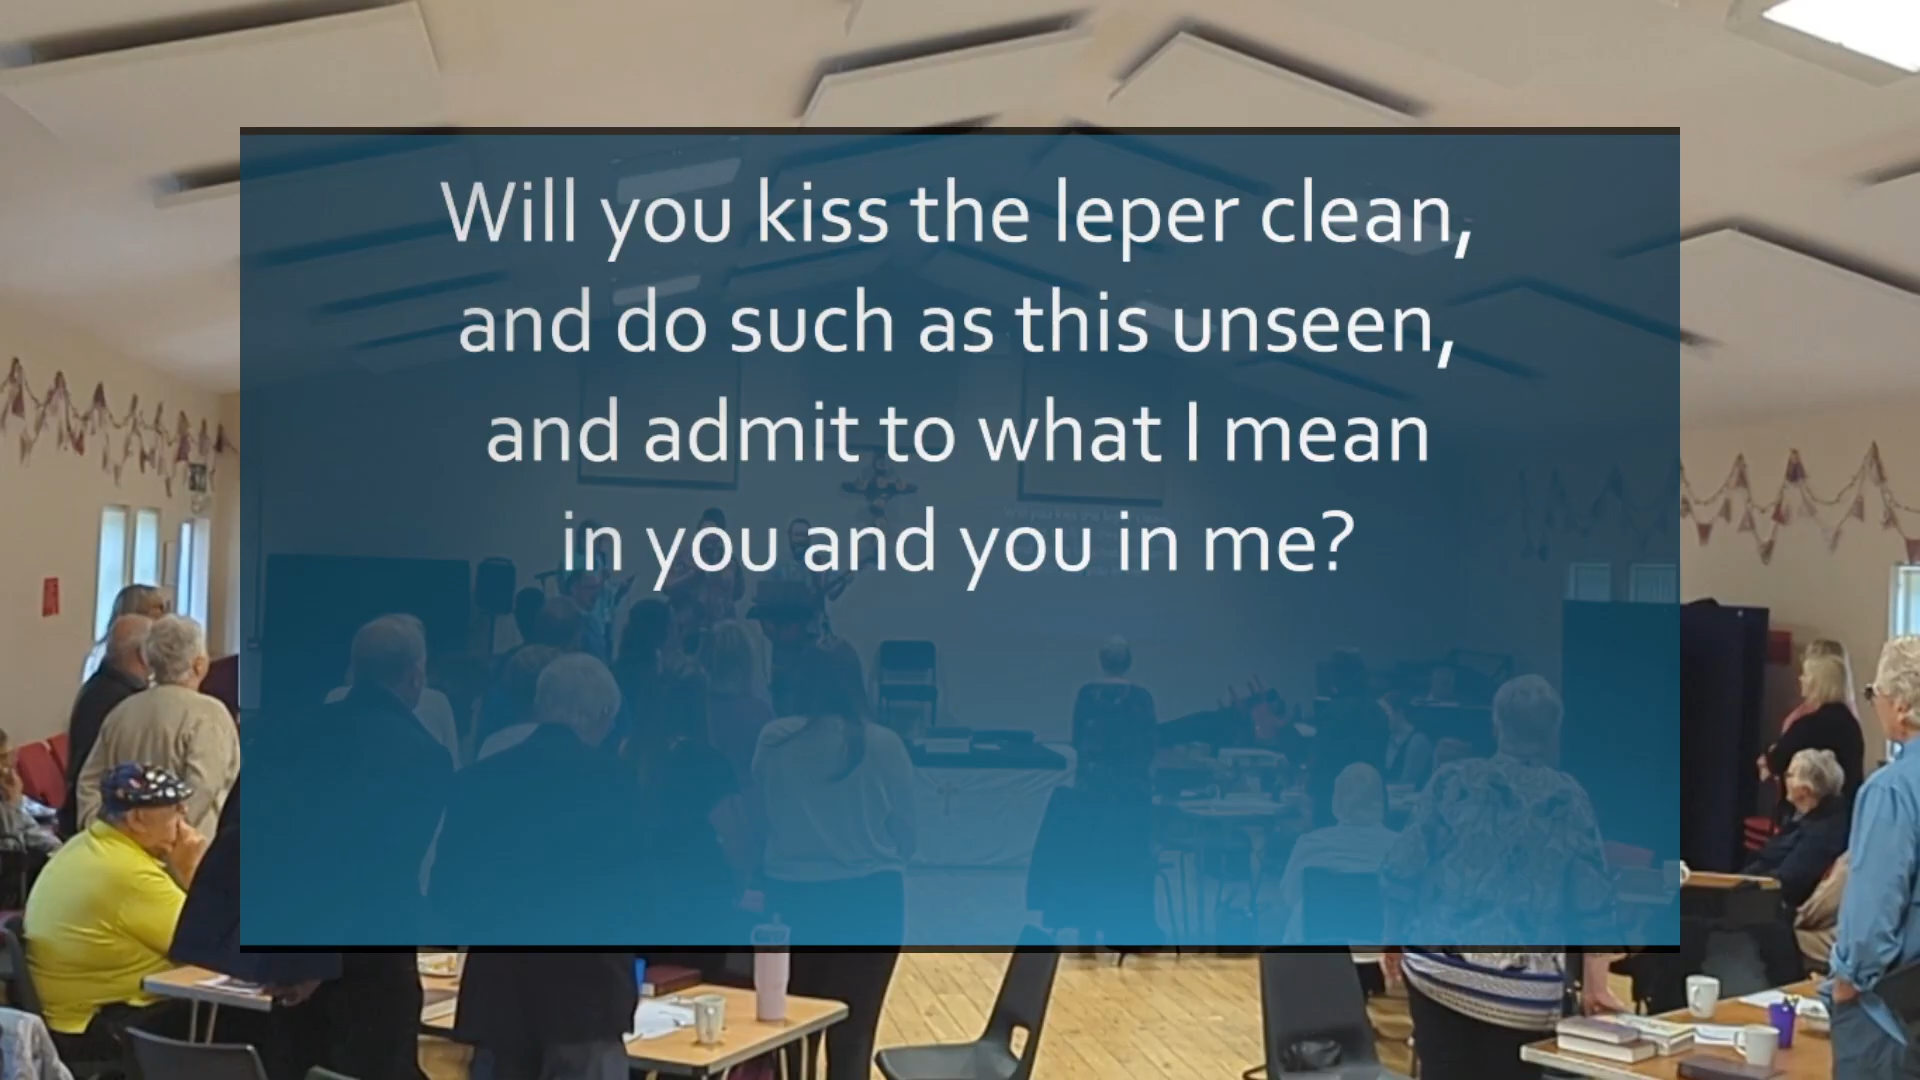 Will you kiss the leper clean,
and do such as this unseen,
and admit to what I mean
in you and you in me?